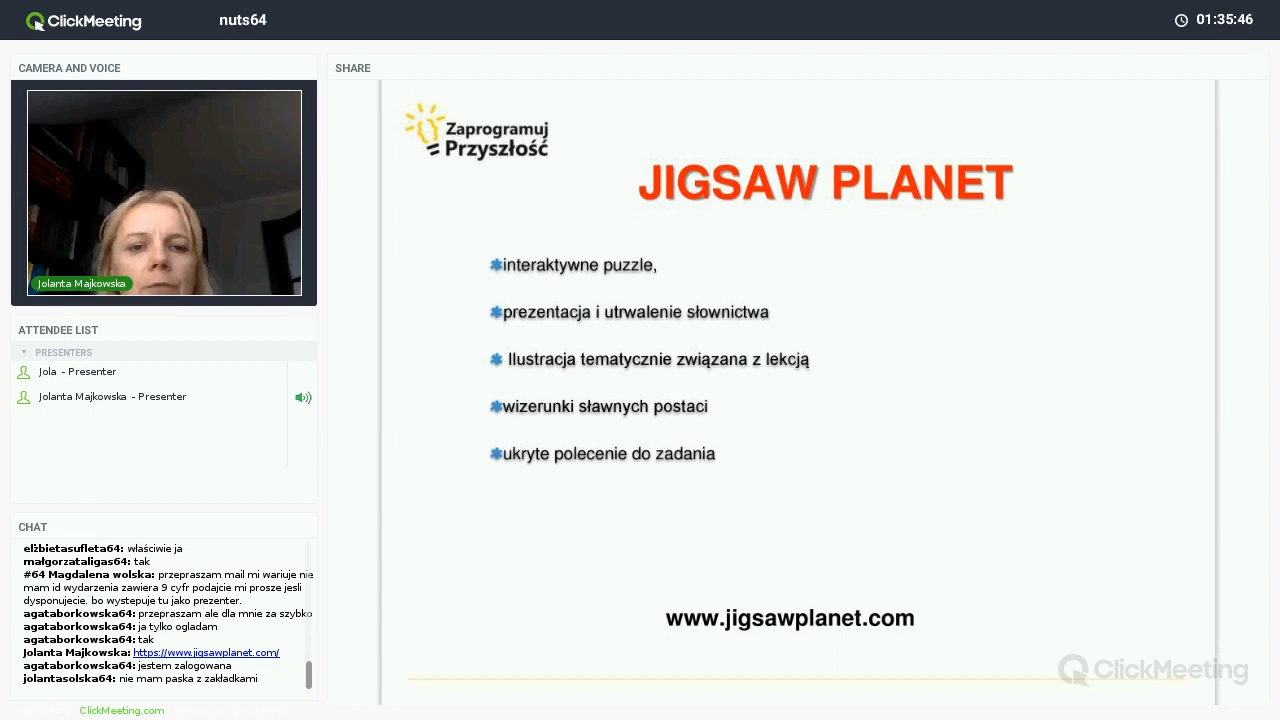 ClickMeeting
nuts64
01:35:46
CAMERA AND VOICE
Jolanta Majkowska
ATTENDEE LIST
PRESENTERS
Jola - Presenter
Jolanta Majkowska - Presenter
CHAT
elżbietasufleta64: właściwie ja
małgorzataligas64: tak
#64 Magdalena wolska: przepraszam mail mi wariuje nie
mam id wydarzenia zawiera 9 cyfr podajcie mi prosze jesli
dysponujecie. bo wystepuje tu jako prezenter.
agataborkowska64: przepraszam ale dla mnie za szybko
agataborkowska64: ja tylko ogladam
agataborkowska64: tak
Jolanta Majkowska: https://www.jigsawplanet.com/
agataborkowska64: jestem zalogowana
jolantasolska64: nie mam paska z zakładkami
ClickMeeting.com
SHARE
Zaprogramuj
Przyszłość
JIGSAW PLANET
interaktywne puzzle,
prezentacja i utrwalenie słownictwa
Ilustracja tematycznie związana z lekcją
wizerunki sławnych postaci
ukryte polecenie do zadania
www.jigsawplanet.com
ClickMeeting